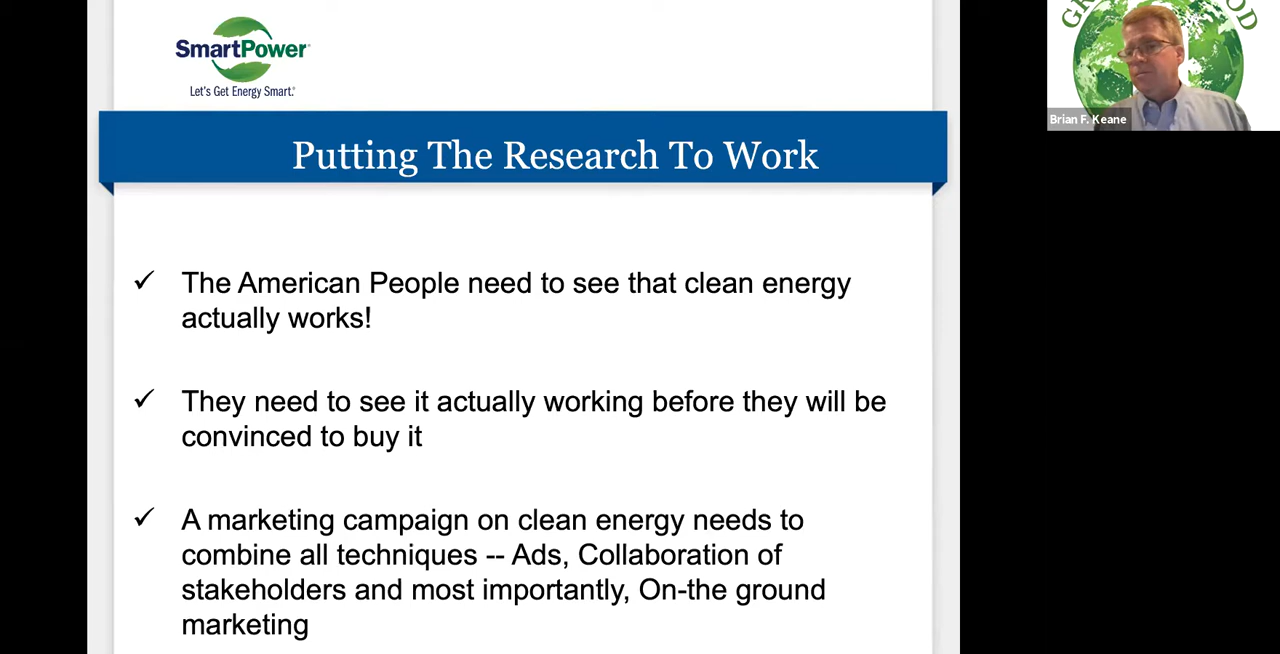 SmartPower®
Let's Get Energy Smart.®
Putting The Research To Work
✓ The American People need to see that clean energy
actually works!
✓ They need to see it actually working before they will be
convinced to buy it
✓ A marketing campaign on clean energy needs to
combine all techniques -- Ads, Collaboration of
stakeholders and most importantly, On-the ground
marketing
Brian F. Keane